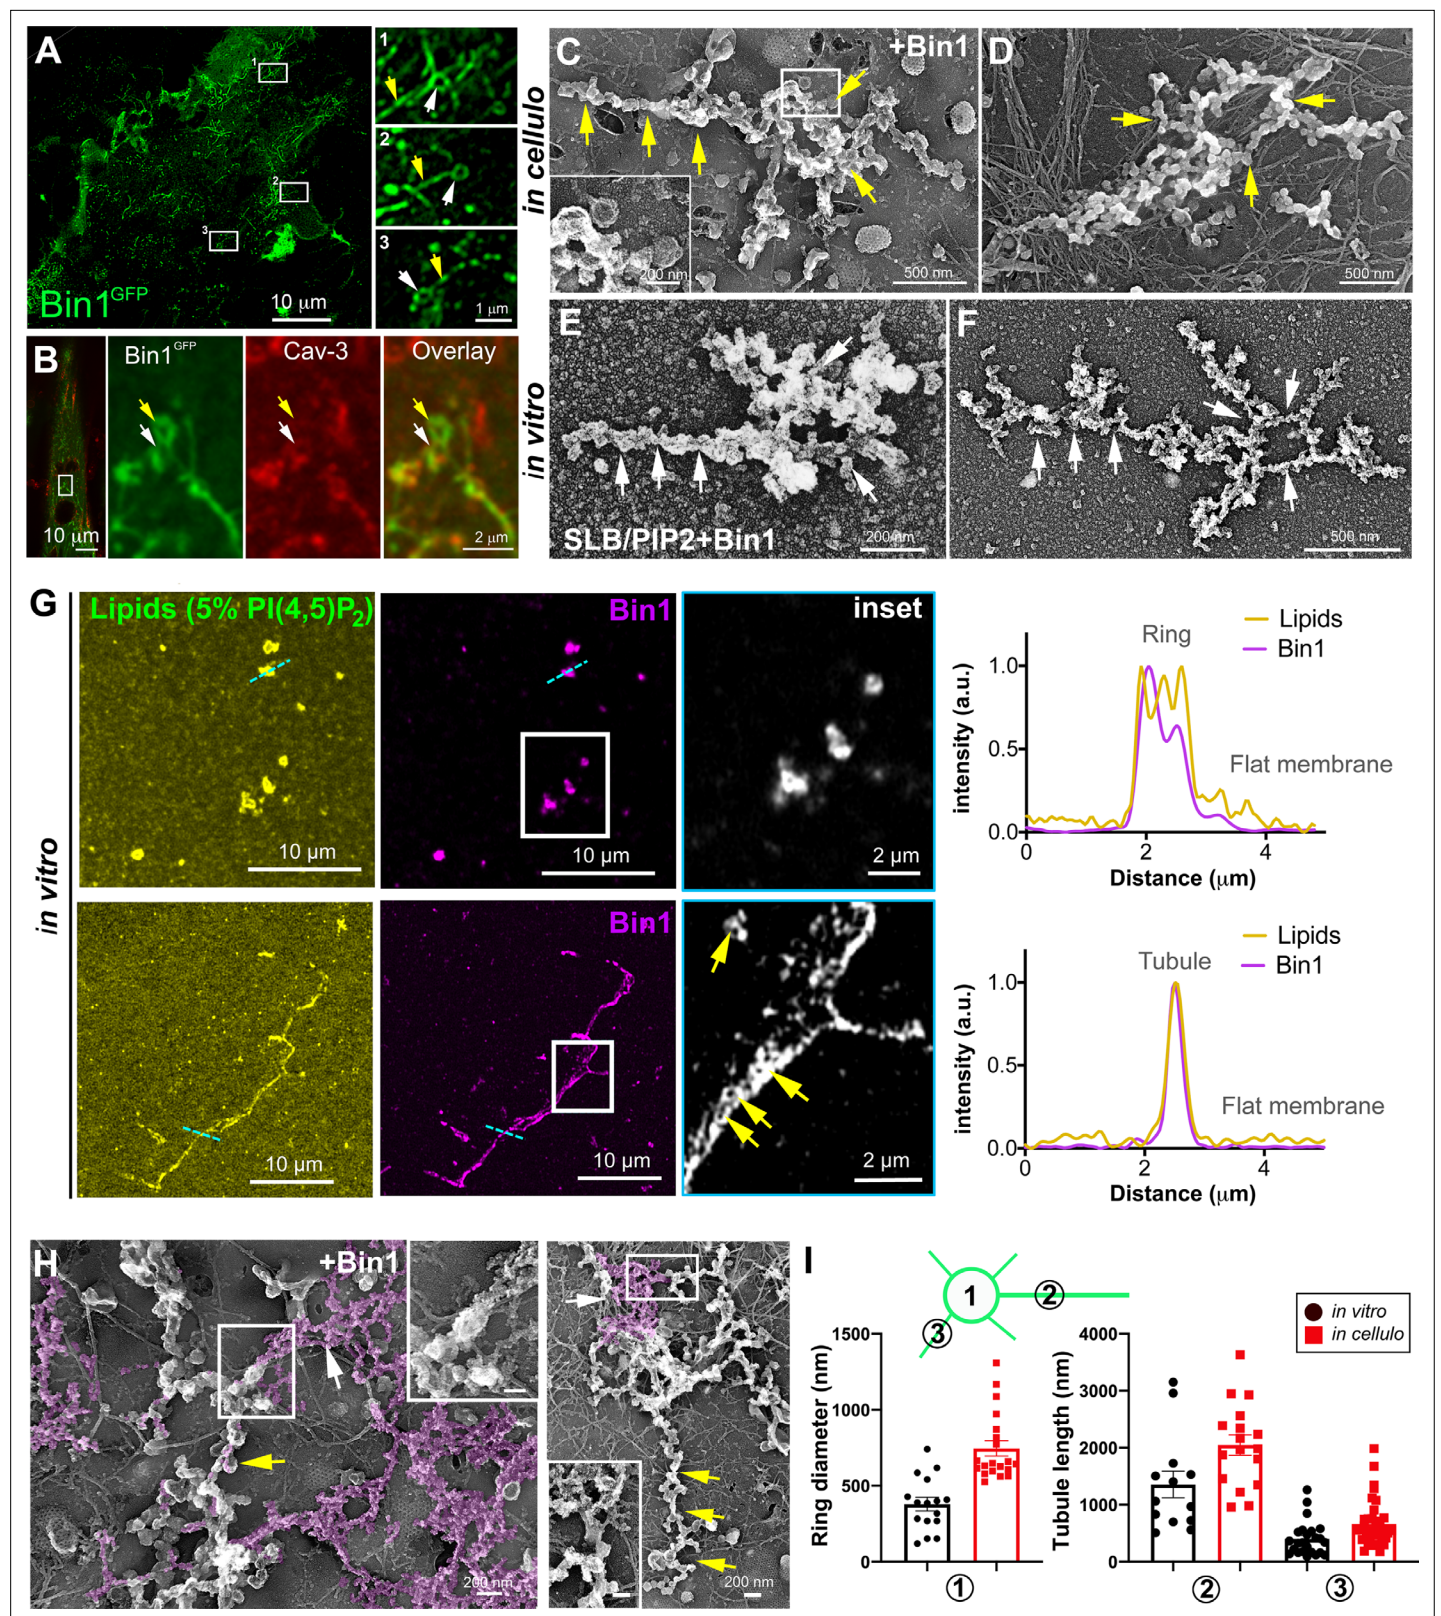 A
1
2
3
Bin1GFP
10 µm
1
2
3
1 µm
B
Bin1GFP
Cav-3
Overlay
10 µm
2 µm
in cellulo
C
+Bin1
200 nm
500 nm
D
500 nm
in vitro
E
SLB/PIP2+Bin1
200 nm
F
500 nm
G
in vitro
Lipids (5% PI(4,5)P2)
10 µm
Bin1
10 µm
inset
2 µm
Lipids
Bin1
Ring
Flat membrane
intensity (a.u.)
1.0
0.5
0.0
0
2
4
Distance (µm)
10 µm
Bin1
10 µm
2 µm
Lipids
Bin1
Tubule
Flat membrane
intensity (a.u.)
1.0
0.5
0.0
0
2
4
Distance (µm)
H
+Bin1
200 nm
200 nm
I
1
2
3
in vitro
in cellulo
Ring diameter (nm)
1500
1000
500
0
1
Tubule length (nm)
4000
3000
2000
1000
0
2
3